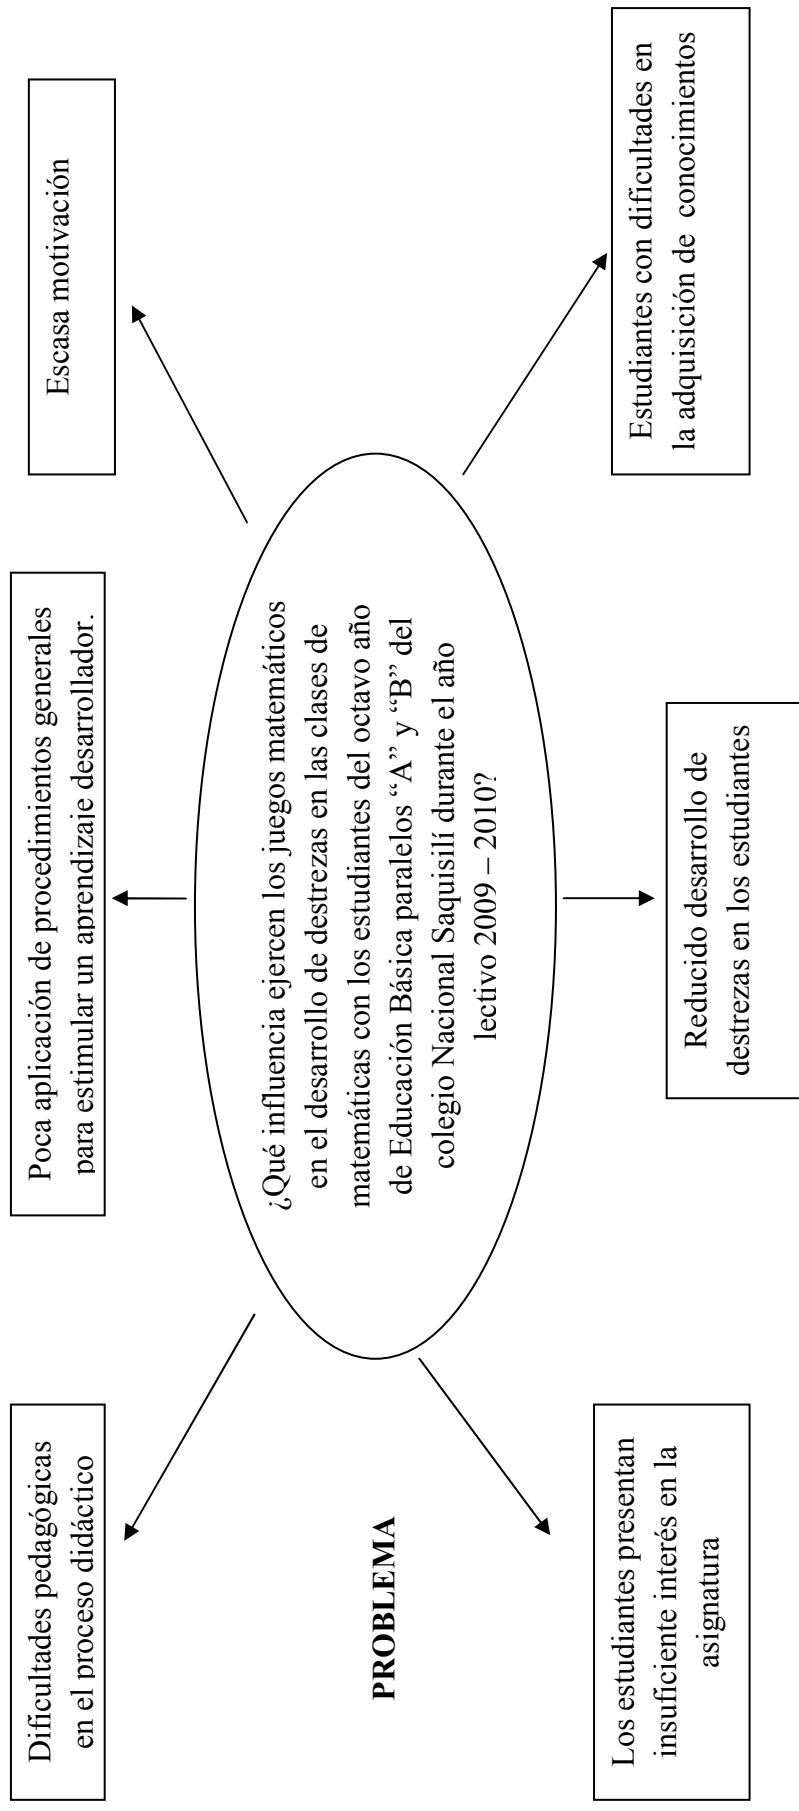 Dificultades pedagógicas
en el proceso didáctico
Poca aplicación de procedimientos generales
para estimular un aprendizaje desarrollador.
Escasa motivación
PROBLEMA
¿Qué influencia ejercen los juegos matemáticos
en el desarrollo de destrezas en las clases de
matemáticas con los estudiantes del octavo año
de Educación Básica paralelos “A” y “B” del
colegio Nacional Saquisilí durante el año
lectivo 2009 – 2010?
Los estudiantes presentan
insuficiente interés en la
asignatura
Reducido desarrollo de
destrezas en los estudiantes
Estudiantes con dificultades en
la adquisición de conocimientos